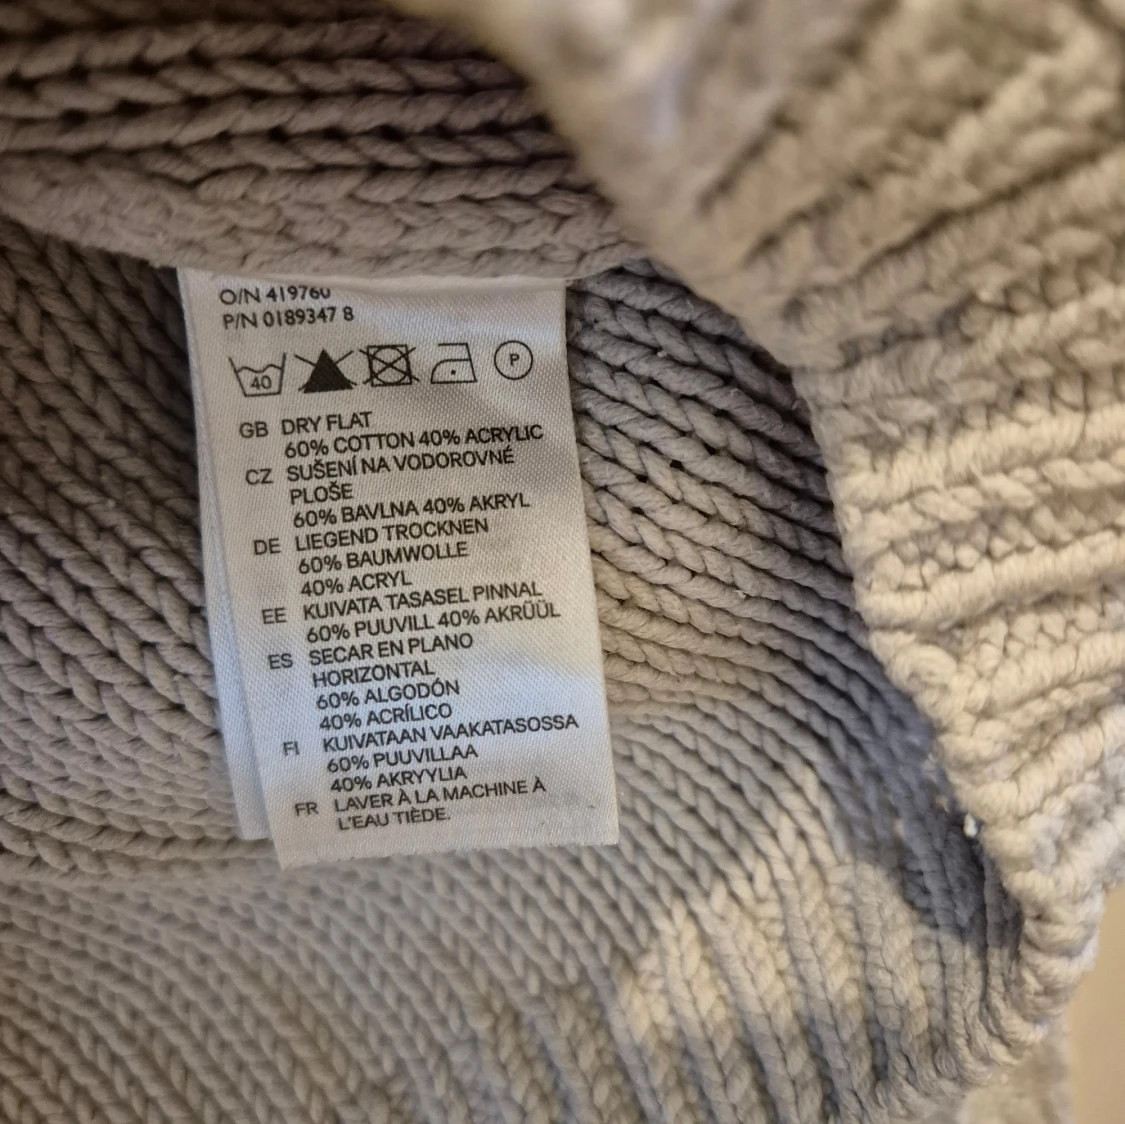 O/N 419760
P/N 0189347 8
40 P
GB DRY FLAT
60% COTTON 40% ACRYLIC
CZ SUŠENÍ NA VODOROVNÉ
PLOŠE
60% BAVLNA 40% AKRYL
DE LIEGEND TROCKNEN
60% BAUMWOLLE
40% ACRYL
EE KUIVATA TASASEL PINNAL
60% PUUVILL 40% AKRÜÜL
ES SECAR EN PLANO
HORIZONTAL
60% ALGODÓN
40% ACRÍLICO
FI KUIVATAAN VAAKATASOSSA
60% PUUVILLAA
40% AKRYYLIA
FR LAVER À LA MACHINE À
L'EAU TIÈDE.